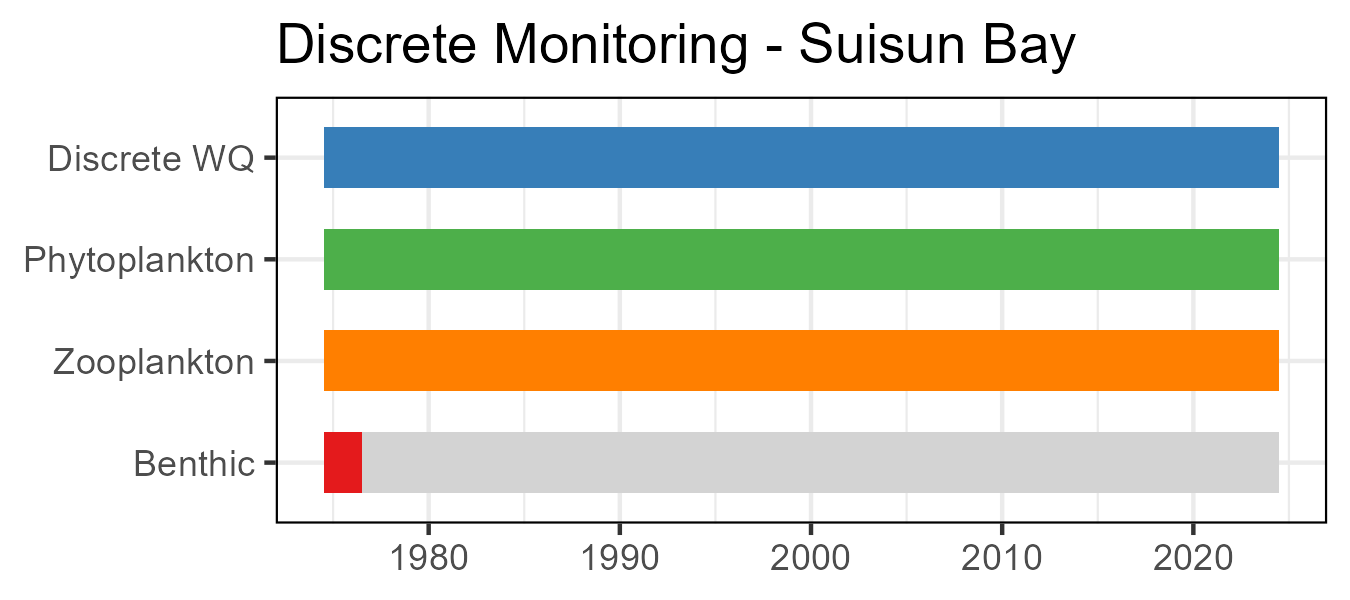 Discrete Monitoring - Suisun Bay
Discrete WQ
Phytoplankton
Zooplankton
Benthic
1980 1990 2000 2010 2020